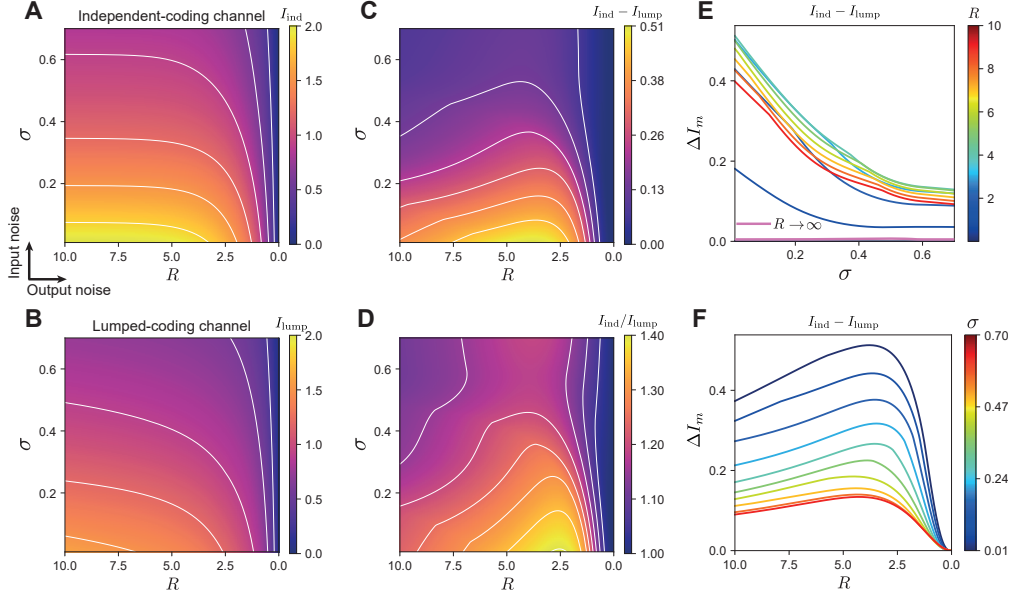 A
Independent-coding channel
I_ind
2.0
1.5
1.0
0.5
0.0
σ
0.6
0.4
0.2
10.0 7.5 5.0 2.5 0.0
R
Input noise
Output noise
C
I_ind − I_lump
0.51
0.38
0.26
0.13
0.00
σ
0.6
0.4
0.2
10.0 7.5 5.0 2.5 0.0
R
E
I_ind − I_lump
R
10
8
6
4
2
ΔI_m
0.4
0.2
0.0
R → ∞
0.2 0.4 0.6
σ
B
Lumped-coding channel
I_lump
2.0
1.5
1.0
0.5
0.0
σ
0.6
0.4
0.2
10.0 7.5 5.0 2.5 0.0
R
D
I_ind/I_lump
1.40
1.30
1.20
1.10
1.00
σ
0.6
0.4
0.2
10.0 7.5 5.0 2.5 0.0
R
F
I_ind − I_lump
σ
0.70
0.47
0.24
0.01
ΔI_m
0.4
0.2
0.0
10.0 7.5 5.0 2.5 0.0
R